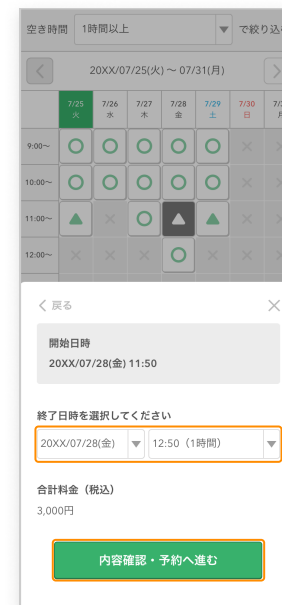 空き時間 1時間以上 ▼ で絞り込
20XX/07/25(火) ~ 07/31(月)
7/25 7/26 7/27 7/28 7/29 7/30
火 水 木 金 土 日
9:00~
10:00~
11:00~
12:00~
戻る
開始日時
20XX/07/28(金) 11:50
終了日時を選択してください
20XX/07/28(金) ▼ 12:50（1時間） ▼
合計料金（税込）
3,000円
内容確認・予約へ進む